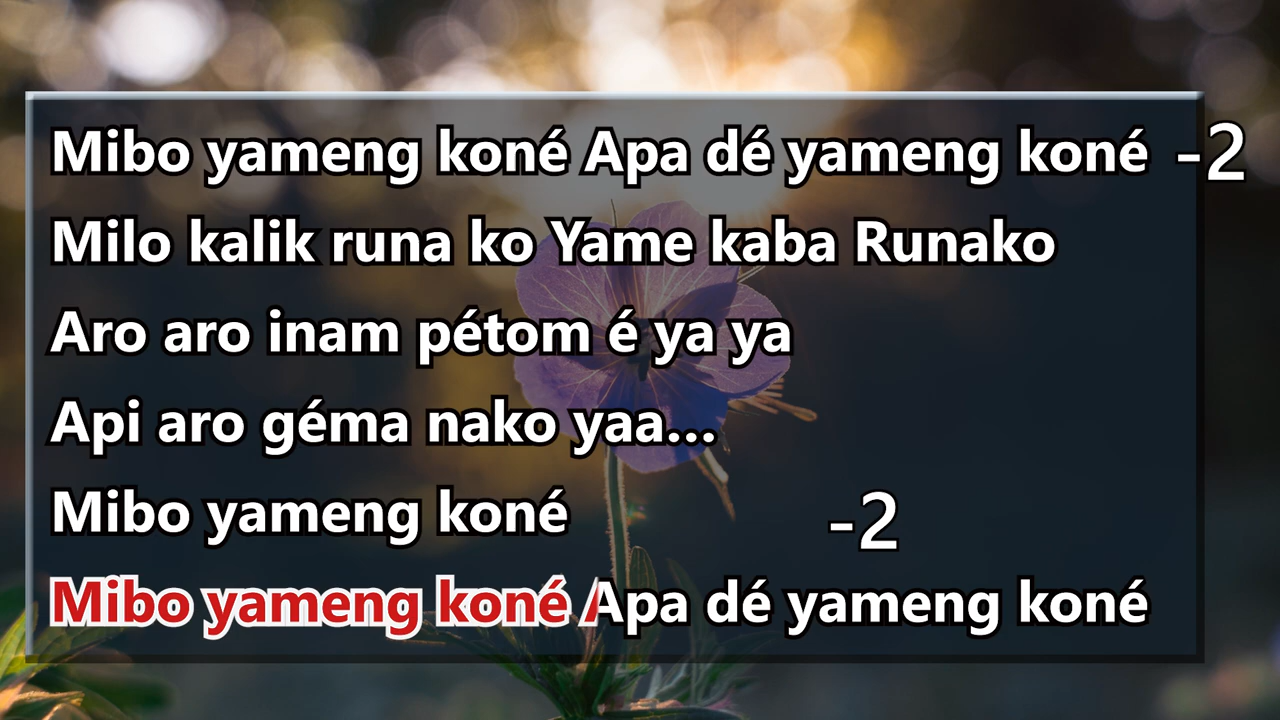 Mibo yameng koné Apa dé yameng koné -2
Milo kalik runa ko Yame kaba Runako
Aro aro inam pétom é ya ya
Api aro géma nako yaa...
Mibo yameng koné -2
Mibo yameng koné Apa dé yameng koné